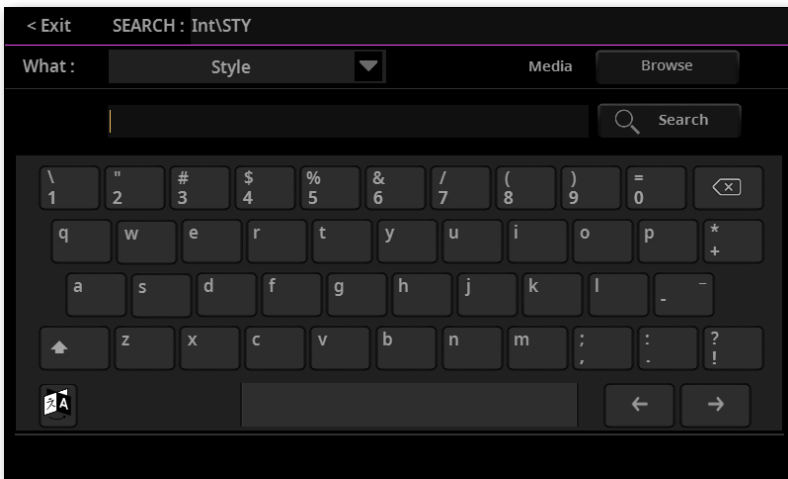 < Exit SEARCH : Int\STY
What : Style Media Browse
Search
\ " # $ % & / ( ) =
1 2 3 4 5 6 7 8 9 0
q w e r t y u i o p *
+
a s d f g h j k l - _
z x c v b n m ; : ?
, . !
え A
← →